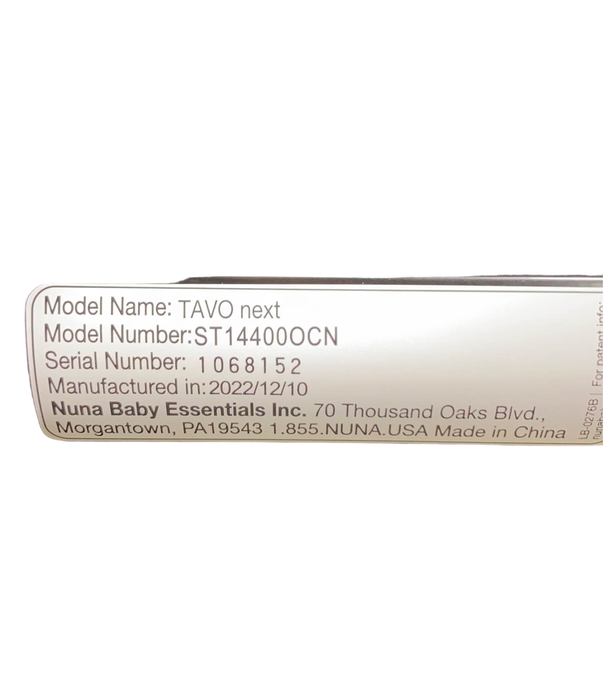 Model Name: TAVO next
Model Number:ST14400OCN
Serial Number: 1068152
Manufactured in:2022/12/10
Nuna Baby Essentials Inc. 70 Thousand Oaks Blvd.,
Morgantown, PA19543 1.855.NUNA.USA Made in China
LB-0276B | For patent info: